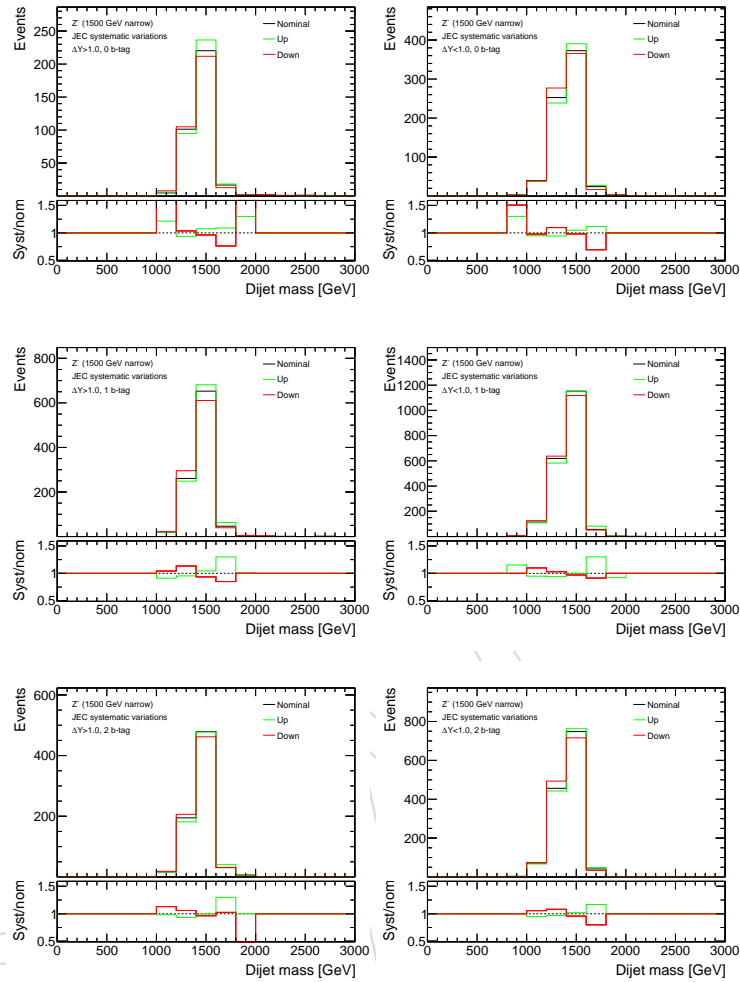 Events
250
200
150
100
50
Z´ (1500 GeV narrow)
JEC systematic variations
ΔY>1.0, 0 b-tag
Nominal
Up
Down
Syst/nom
1.5
1
0.5
0 500 1000 1500 2000 2500 3000
Dijet mass [GeV]
Events
400
300
200
100
Z´ (1500 GeV narrow)
JEC systematic variations
ΔY<1.0, 0 b-tag
Nominal
Up
Down
Syst/nom
1.5
1
0.5
0 500 1000 1500 2000 2500 3000
Dijet mass [GeV]
Events
800
600
400
200
Z´ (1500 GeV narrow)
JEC systematic variations
ΔY>1.0, 1 b-tag
Nominal
Up
Down
Syst/nom
1.5
1
0.5
0 500 1000 1500 2000 2500 3000
Dijet mass [GeV]
Events
1400
1200
1000
800
600
400
200
Z´ (1500 GeV narrow)
JEC systematic variations
ΔY<1.0, 1 b-tag
Nominal
Up
Down
Syst/nom
1.5
1
0.5
0 500 1000 1500 2000 2500 3000
Dijet mass [GeV]
Events
600
400
200
Z´ (1500 GeV narrow)
JEC systematic variations
ΔY>1.0, 2 b-tag
Nominal
Up
Down
Syst/nom
1.5
1
0.5
0 500 1000 1500 2000 2500 3000
Dijet mass [GeV]
Events
800
600
400
200
Z´ (1500 GeV narrow)
JEC systematic variations
ΔY<1.0, 2 b-tag
Nominal
Up
Down
Syst/nom
1.5
1
0.5
0 500 1000 1500 2000 2500 3000
Dijet mass [GeV]